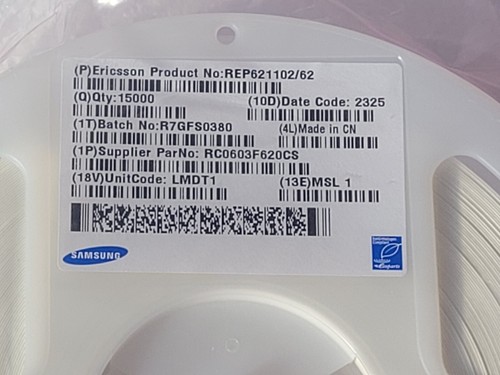 (P)Ericsson Product No:REP621102/62
(Q)Qty:15000 (10D)Date Code: 2325
(1T)Batch No:R7GFS0380 (4L)Made in CN
(1P)Supplier ParNo: RC0603F620CS
(18V)UnitCode: LMDT1 (13E)MSL 1
SAMSUNG